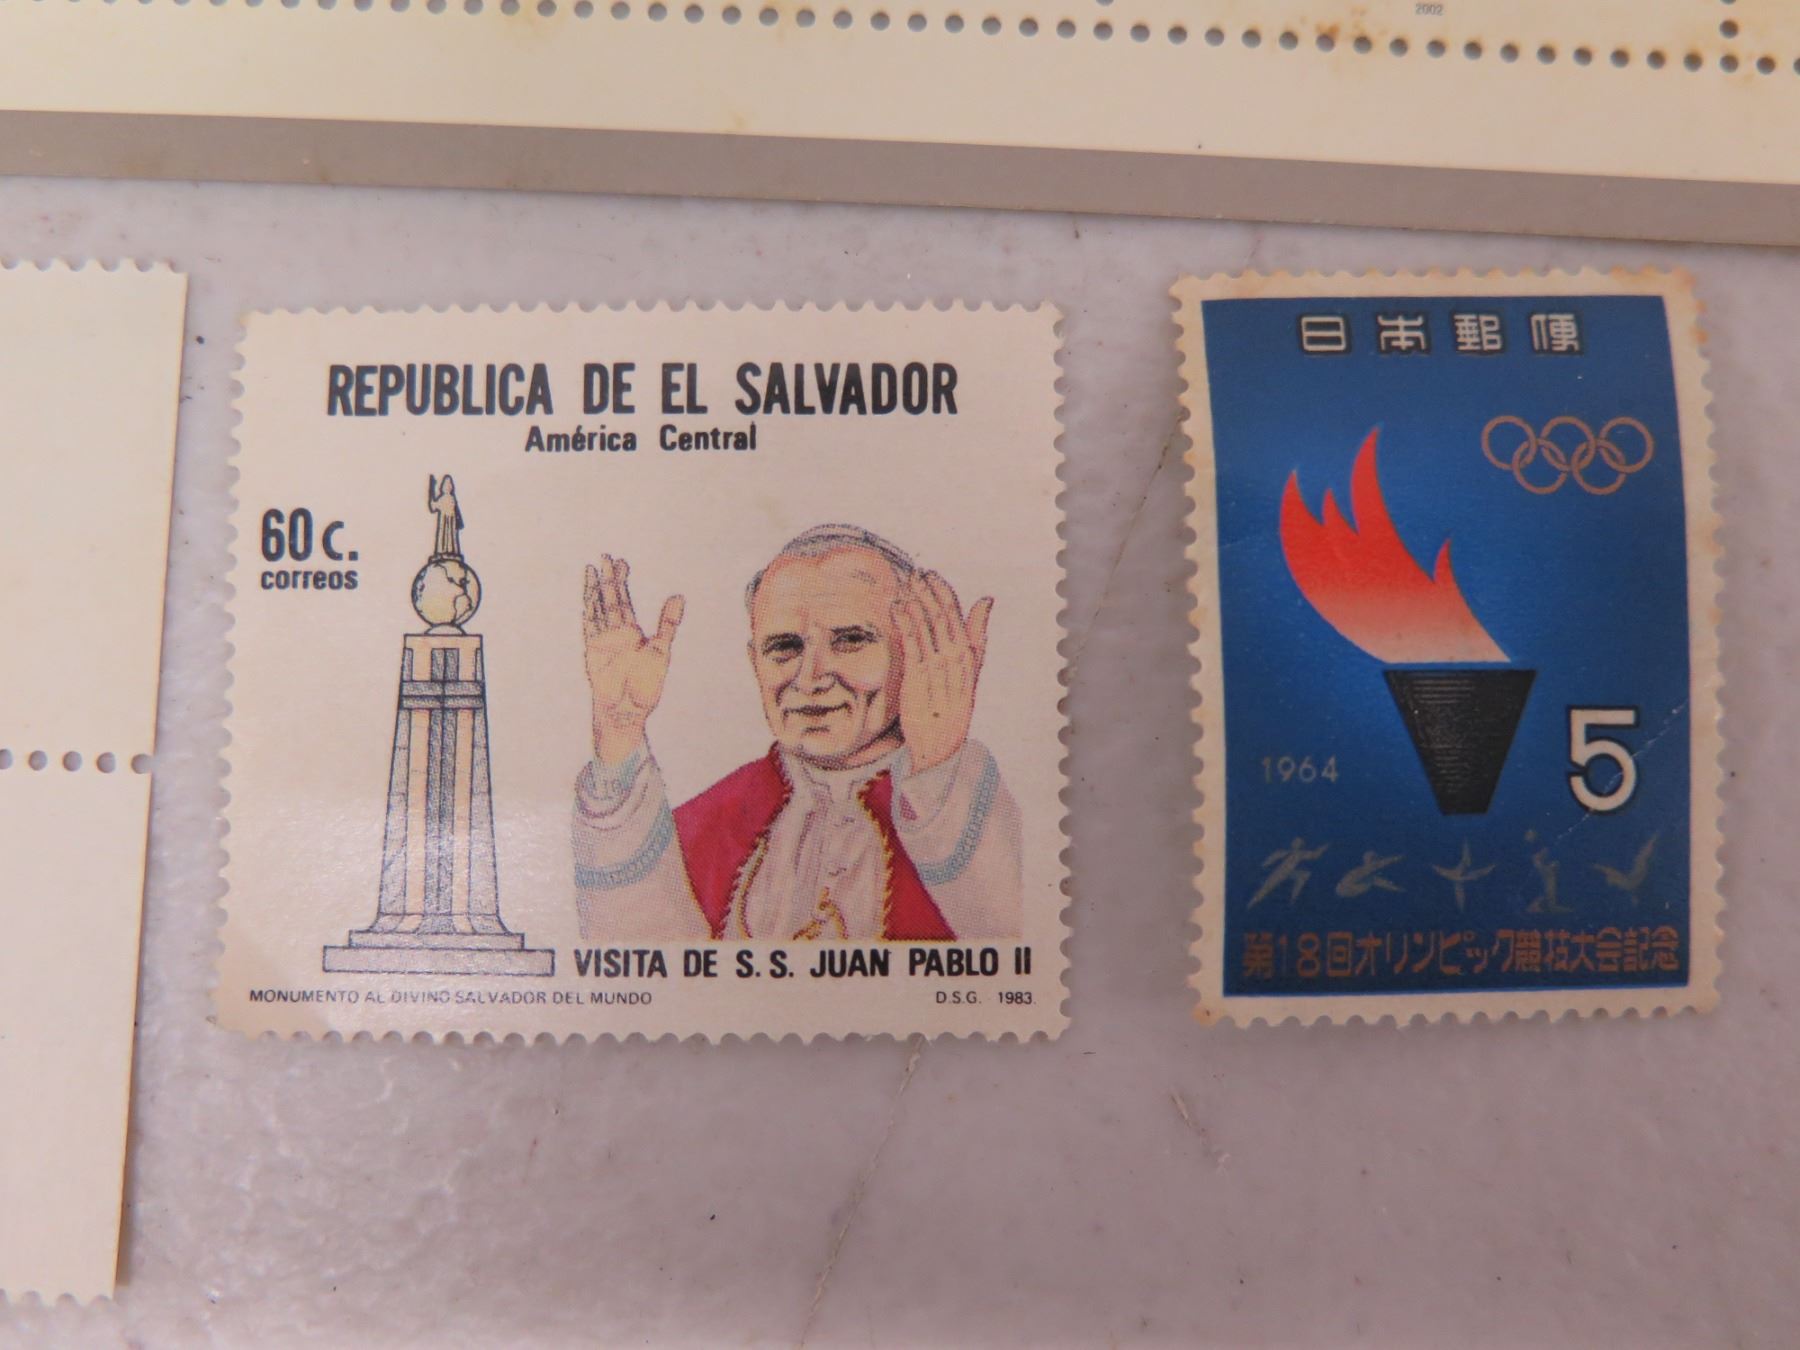 2002
REPUBLICA DE EL SALVADOR
América Central
60 c.
correos
VISITA DE S. S. JUAN PABLO II
MONUMENTO AL DIVINO SALVADOR DEL MUNDO
D.S.G. 1983.
日本郵便
5
1964
第18回オリンピック競技大会記念